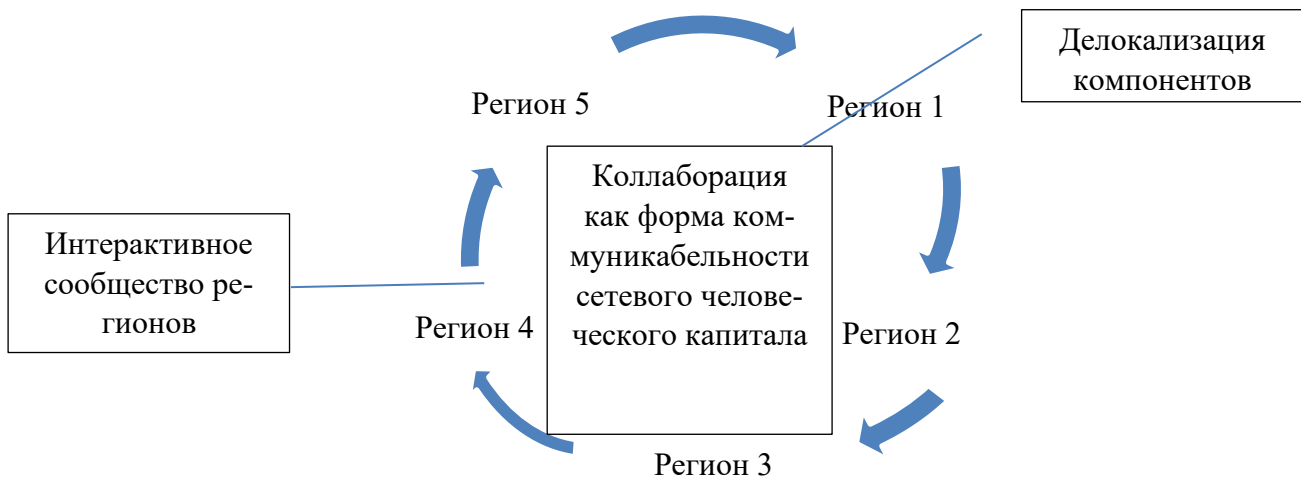 Делокализация
компонентов
Регион 5
Регион 1
Коллаборация
как форма ком-
муникабельности
сетевого челове-
ческого капитала
Интерактивное
сообщество ре-
гионов
Регион 4
Регион 2
Регион 3